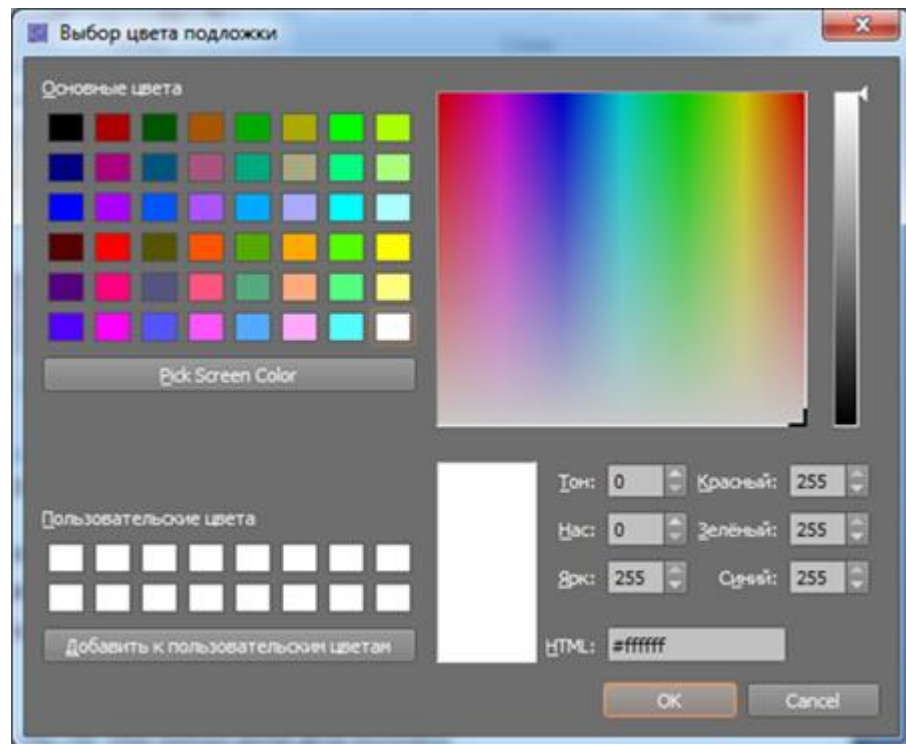 Выбор цвета подложки
Основные цвета
Pick Screen Color
Пользовательские цвета
Добавить к пользовательским цветам
Тон: 0 Красный: 255
Нас: 0 Зелёный: 255
Ярк: 255 Синий: 255
HTML: #ffffff
OK Cancel